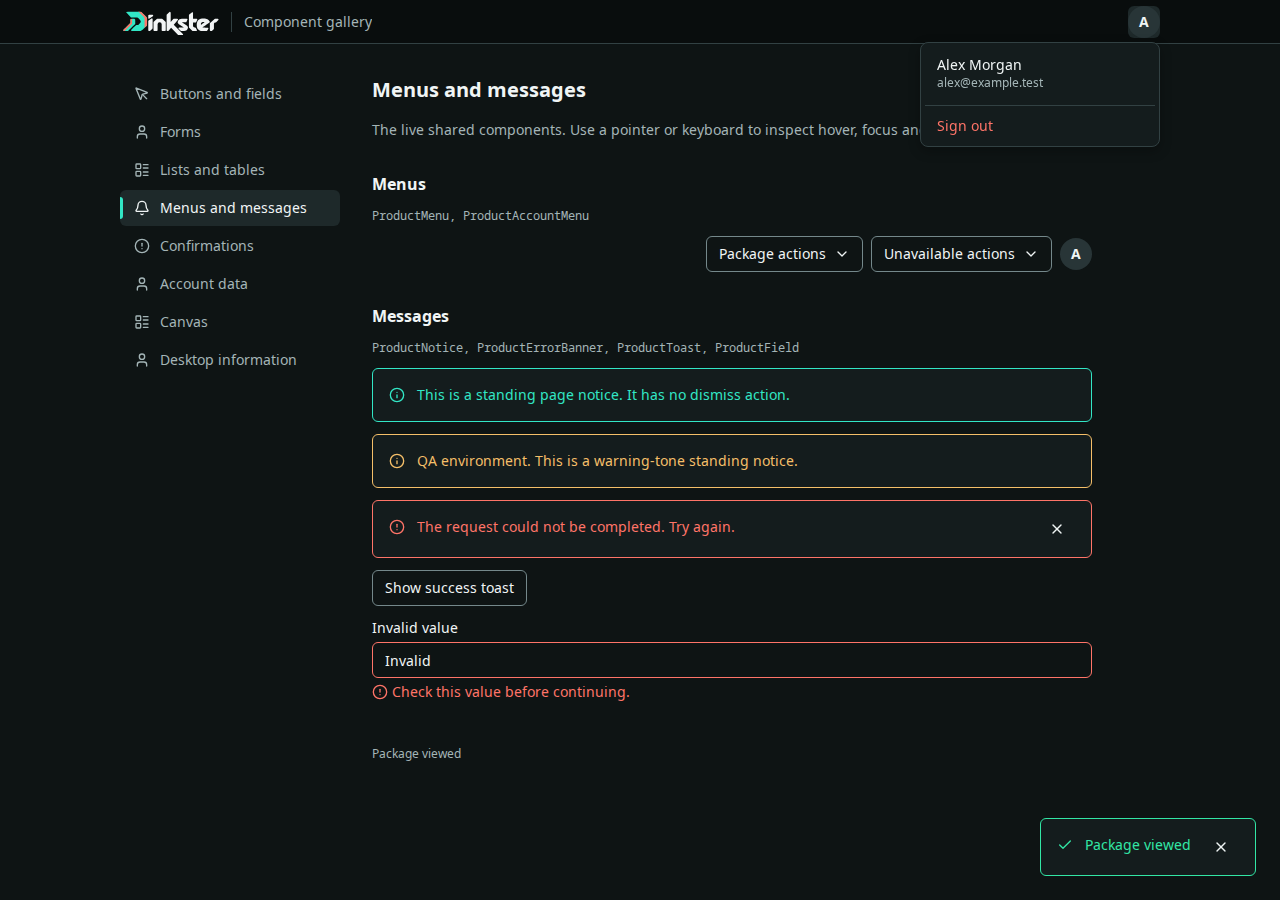 Dinkster
Component gallery
A
Alex Morgan
alex@example.test
Sign out
Buttons and fields
Forms
Lists and tables
Menus and messages
Confirmations
Account data
Canvas
Desktop information
Menus and messages
The live shared components. Use a pointer or keyboard to inspect hover, focus
Menus
ProductMenu, ProductAccountMenu
Package actions
Unavailable actions
A
Messages
ProductNotice, ProductErrorBanner, ProductToast, ProductField
This is a standing page notice. It has no dismiss action.
QA environment. This is a warning-tone standing notice.
The request could not be completed. Try again.
Show success toast
Invalid value
Invalid
Check this value before continuing.
Package viewed
Package viewed